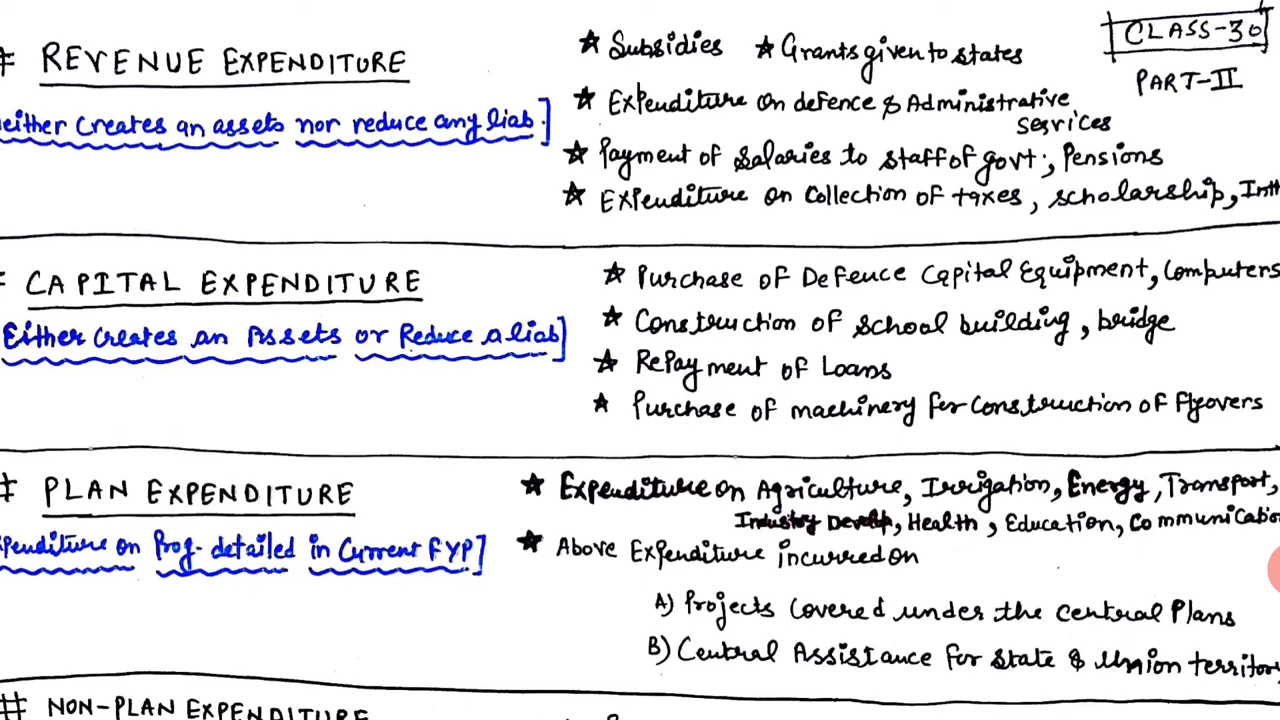 CLASS-30
PART-II
# REVENUE EXPENDITURE
neither creates an assets nor reduce any liab.]
★ Subsidies ★ Grants given to states
★ Expenditure on defence & Administrative
services
★ Payment of salaries to staff of govt., Pensions
★ Expenditure on collection of taxes, scholarship, Int
# CAPITAL EXPENDITURE
Either creates an Assets or Reduce a liab]
★ Purchase of Defence Capital Equipment, Computers
★ Construction of school building, bridge
★ Repayment of Loans
★ Purchase of machinery for construction of flyovers
# PLAN EXPENDITURE
xpenditure on Prog. detailed in Current FYP]
★ Expenditure on Agriculture, Irrigation, Energy, Transport,
Industry Develop, Health, Education, Communication
★ Above Expenditure incurred on
A) Projects covered under the central Plans
B) Central Assistance for state & Union territory
# NON-PLAN EXPENDITURE